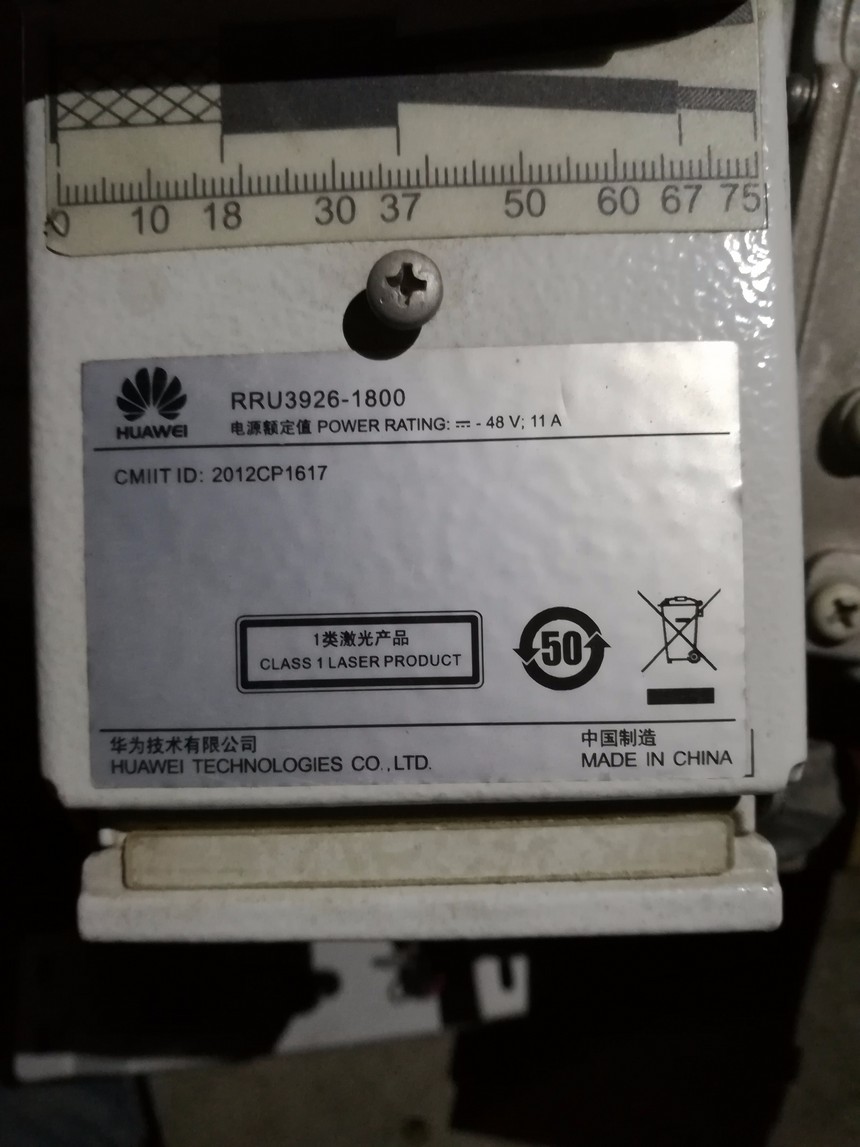 0 10 18 30 37 50 60 67 75
HUAWEI
RRU3926-1800
电源额定值 POWER RATING: ⎓ - 48 V; 11 A
CMIIT ID: 2012CP1617
1类激光产品
CLASS 1 LASER PRODUCT
50
华为技术有限公司
HUAWEI TECHNOLOGIES CO.,LTD.
中国制造
MADE IN CHINA